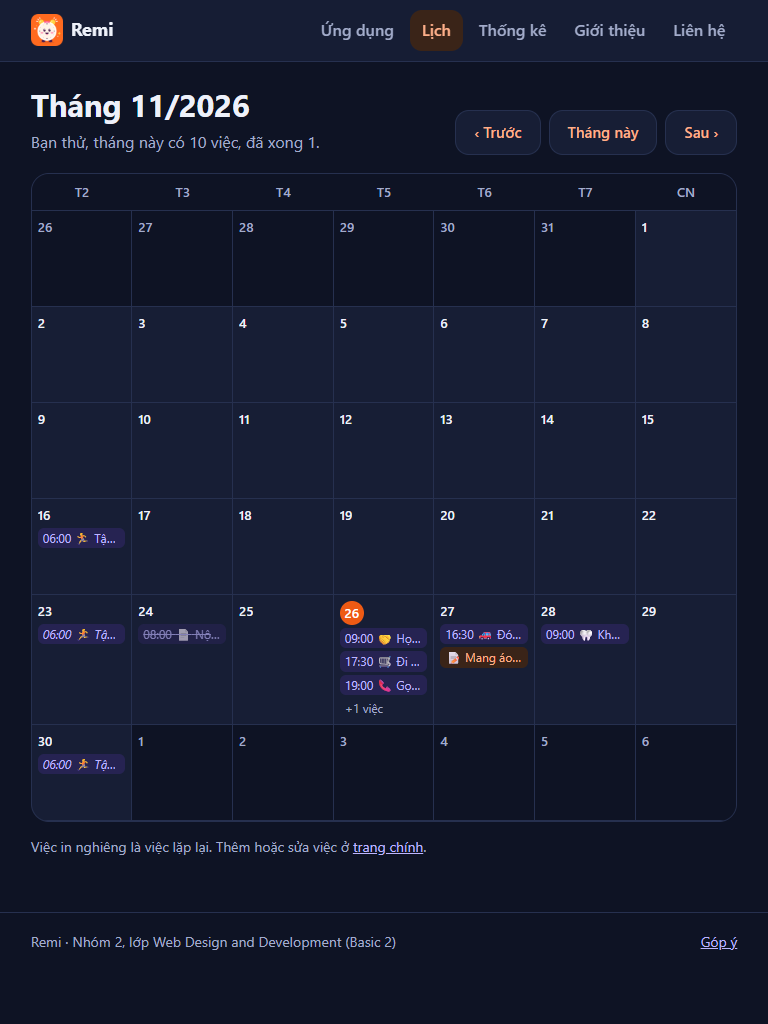 Remi
Ứng dụng
Lịch
Thống kê
Giới thiệu
Liên hệ
Tháng 11/2026
Bạn thử, tháng này có 10 việc, đã xong 1.
‹ Trước
Tháng này
Sau ›
T2 T3 T4 T5 T6 T7 CN
26 27 28 29 30 31 1
2 3 4 5 6 7 8
9 10 11 12 13 14 15
16 17 18 19 20 21 22
06:00 🏃 Tậ...
23 24 25 26 27 28 29
06:00 🏃 Tậ...
08:00 📄 Nộ...
09:00 🤝 Họ...
17:30 🛒 Đi ...
19:00 📞 Gọ...
+1 việc
16:30 🚗 Đó...
📝 Mang áo...
09:00 🦷 Kh...
30 1 2 3 4 5 6
06:00 🏃 Tậ...
Việc in nghiêng là việc lặp lại. Thêm hoặc sửa việc ở trang chính.
Remi · Nhóm 2, lớp Web Design and Development (Basic 2)
Góp ý